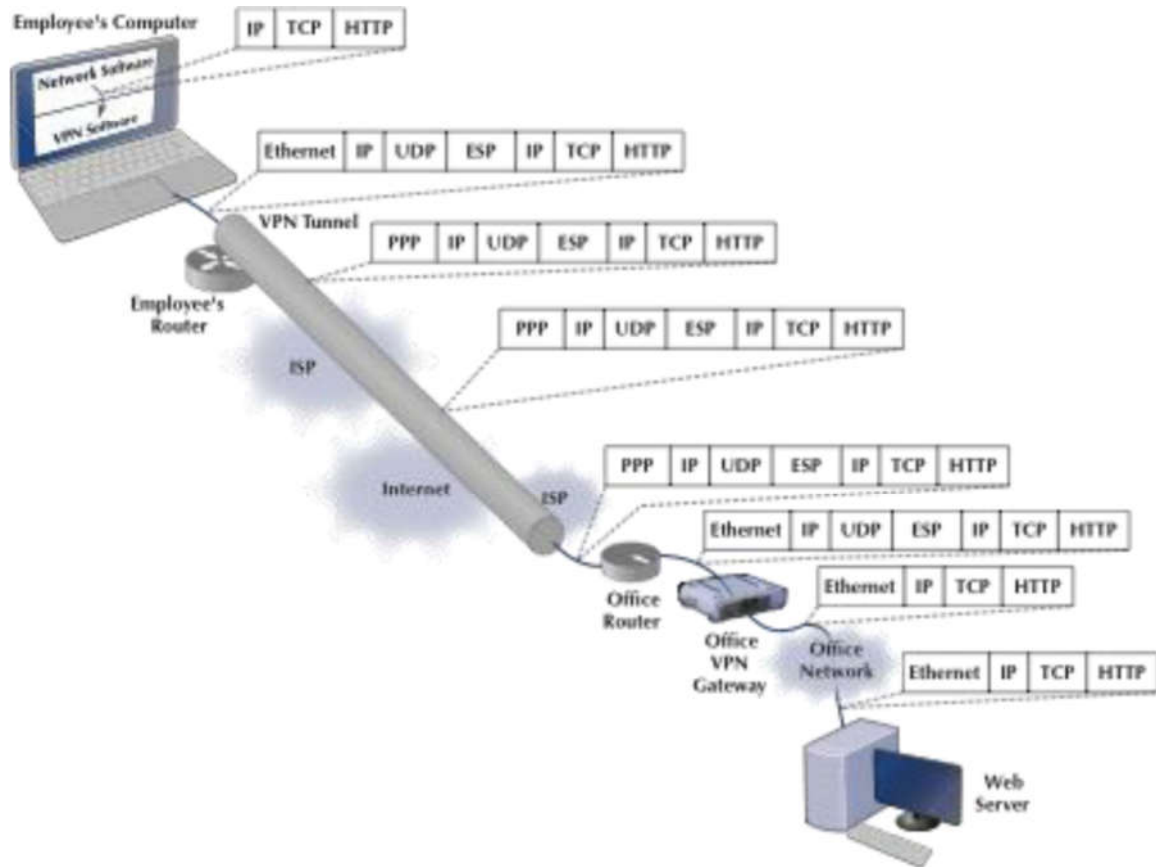 Employee's Computer
IP TCP HTTP
Network Software
VPN Software
Ethernet IP UDP ESP IP TCP HTTP
VPN Tunnel
PPP IP UDP ESP IP TCP HTTP
Employee's
Router
PPP IP UDP ESP IP TCP HTTP
ISP
PPP IP UDP ESP IP TCP HTTP
Internet
ISP
Ethernet IP UDP ESP IP TCP HTTP
Ethernet IP TCP HTTP
Office
Router
Office
VPN
Gateway
Office
Network
Ethernet IP TCP HTTP
Web
Server